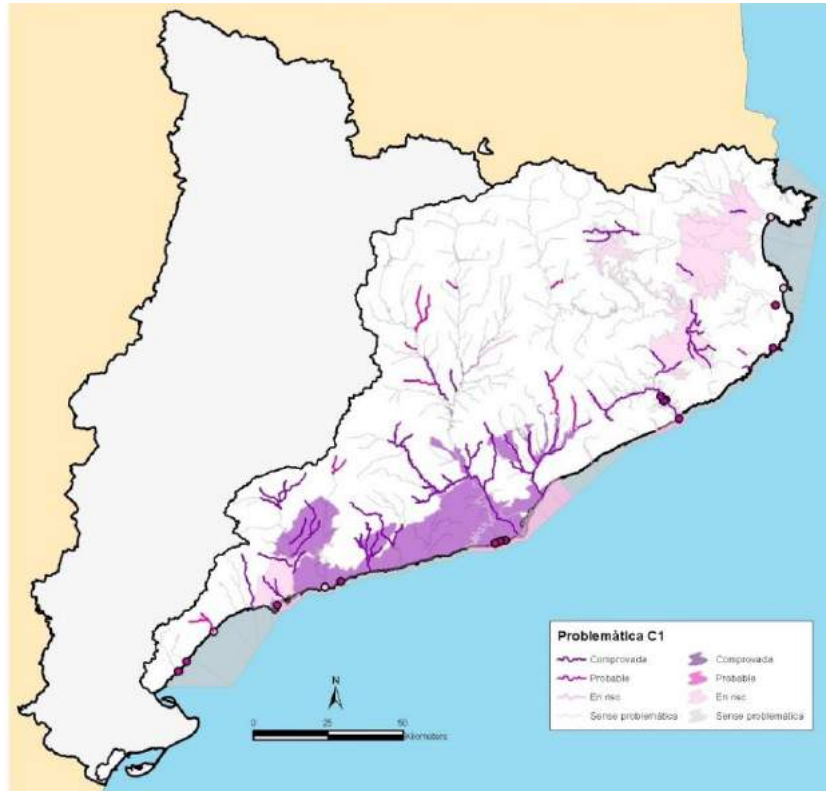 Problemàtica C1
Comprovada Comprovada
Probable Probable
En risc En risc
Sense problemàtica Sense problemàtica
N
0 25 50
Kilometers